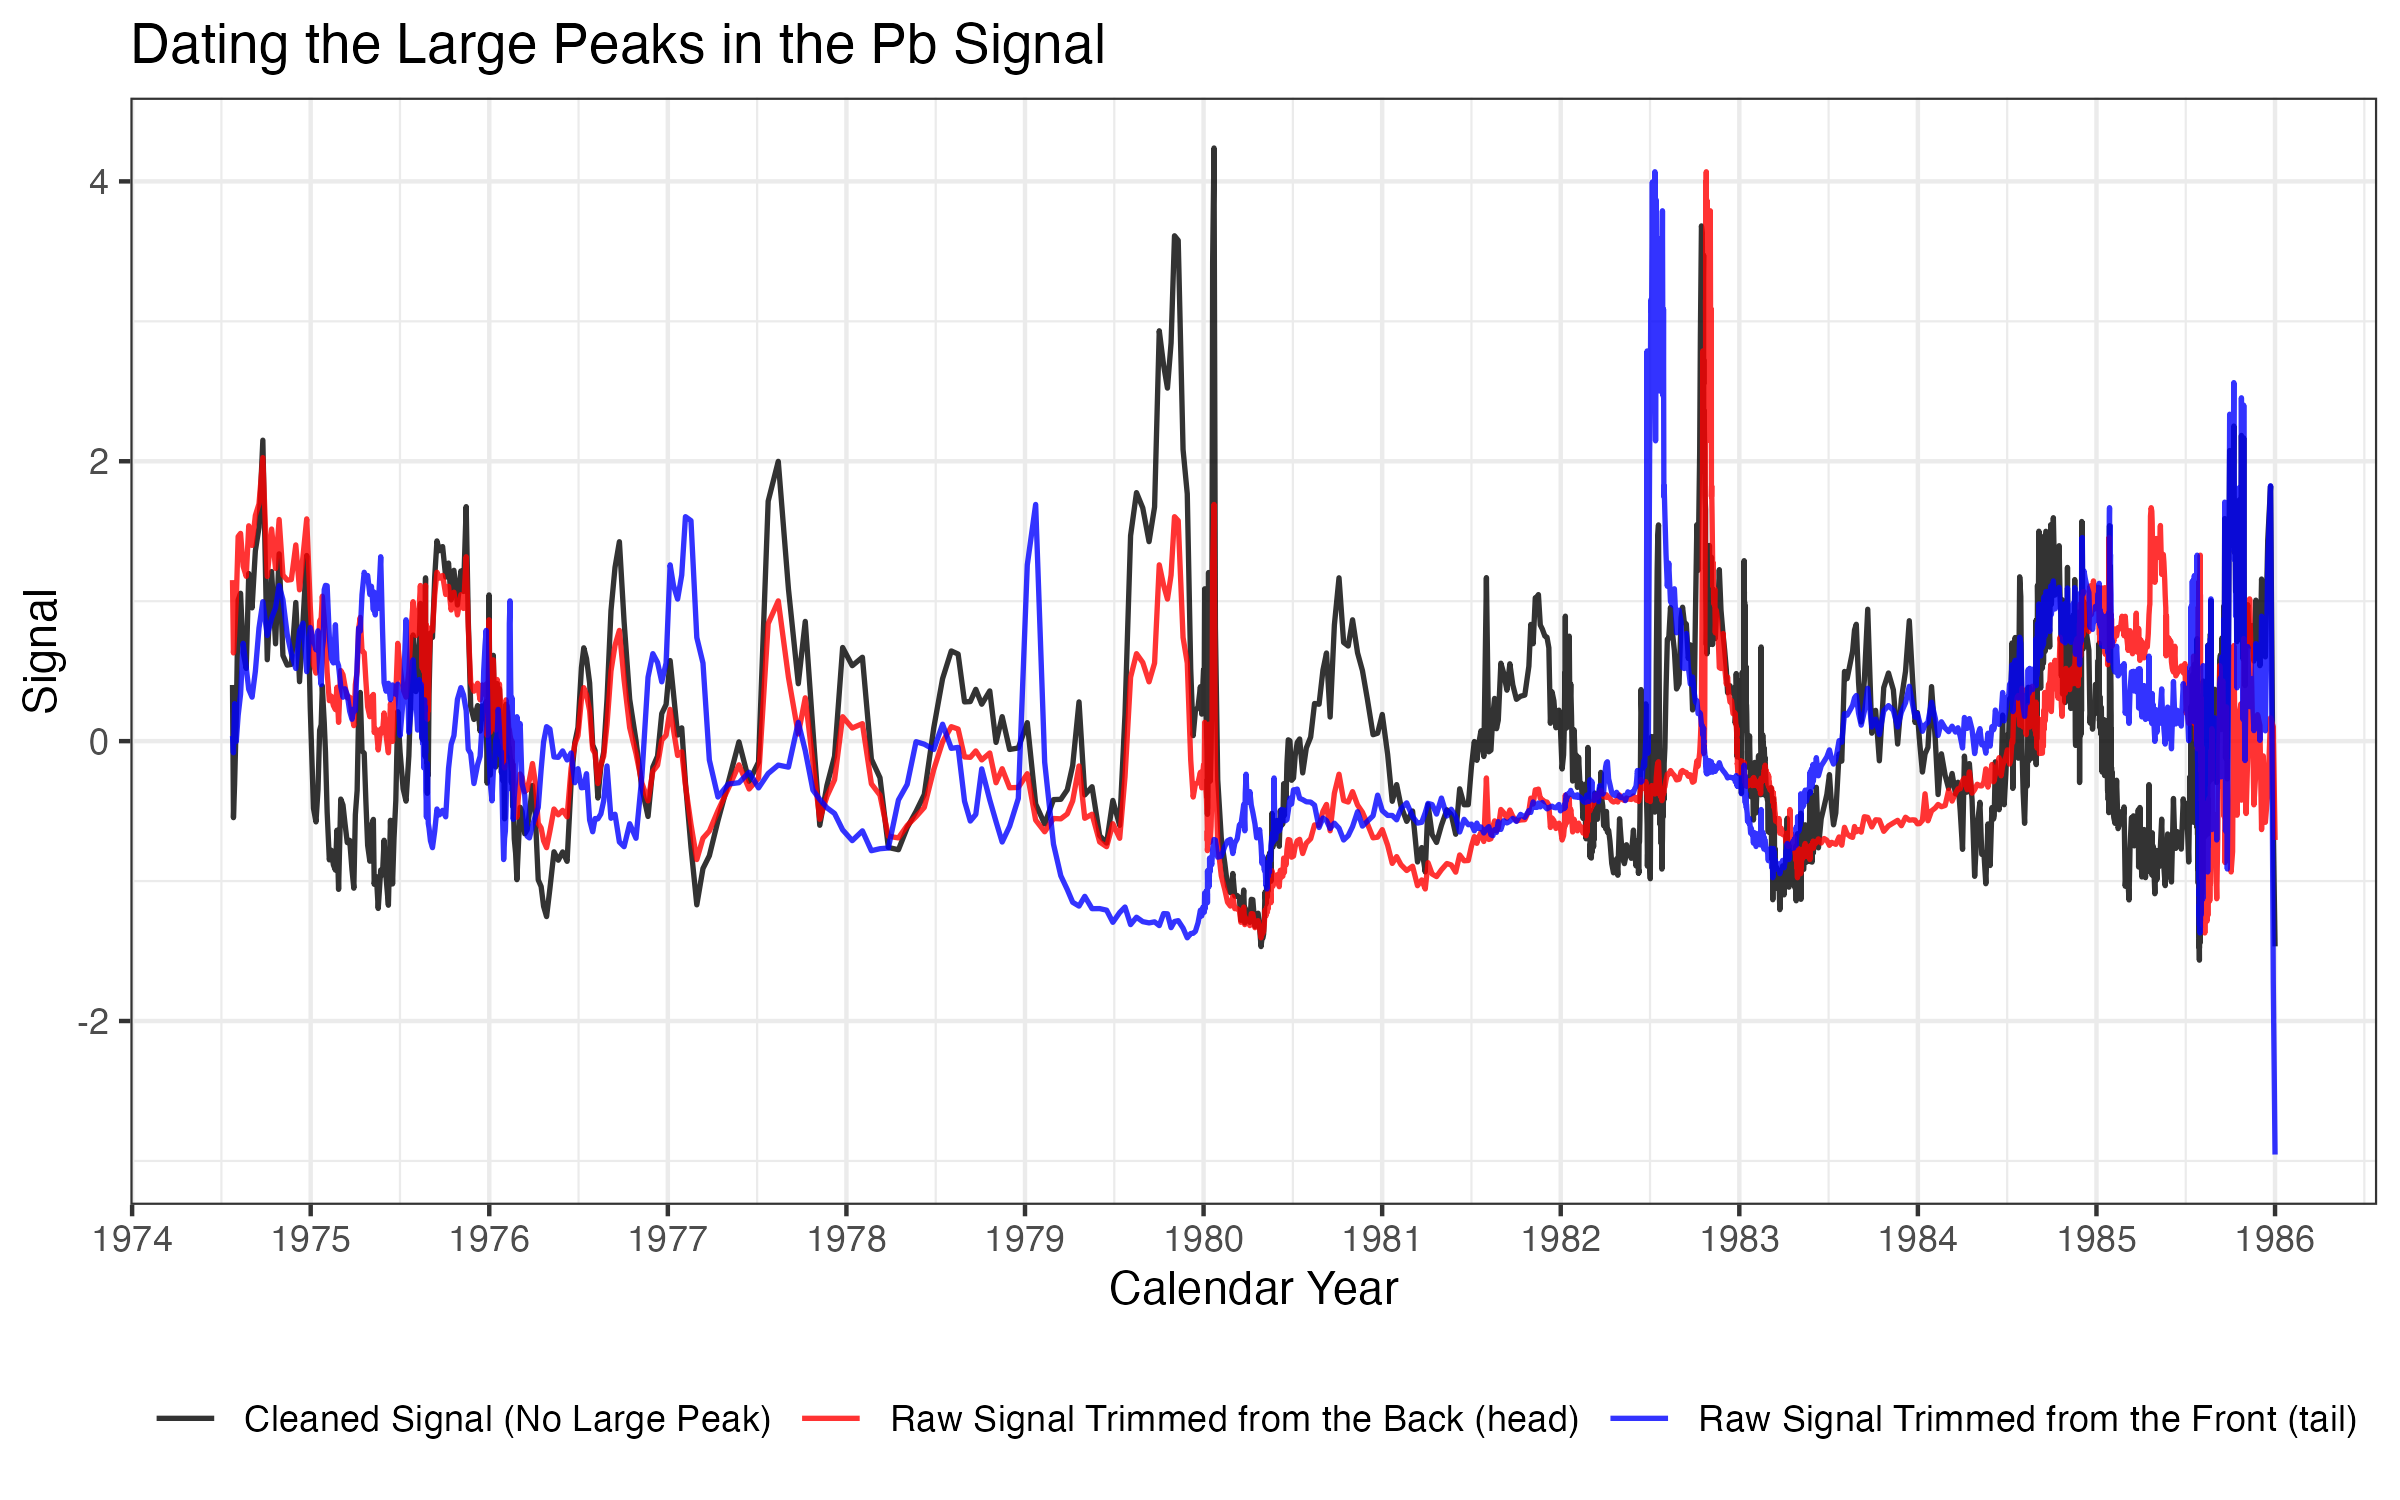 Dating the Large Peaks in the Pb Signal
Signal
4
2
0
-2
1974 1975 1976 1977 1978 1979 1980 1981 1982 1983 1984 1985 1986
Calendar Year
Cleaned Signal (No Large Peak) Raw Signal Trimmed from the Back (head) Raw Signal Trimmed from the Front (tail)